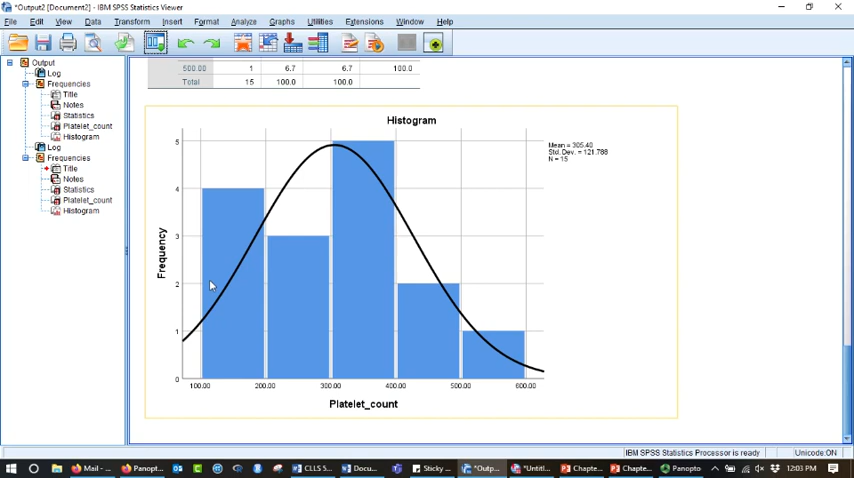 *Output2 [Document2] - IBM SPSS Statistics Viewer
File Edit View Data Transform Insert Format Analyze Graphs Utilities Extensions Window Help
Output
Log
Frequencies
Title
Notes
Statistics
Platelet_count
Histogram
Log
Frequencies
Title
Notes
Statistics
Platelet_count
Histogram
500.00 1 6.7 6.7 100.0
Total 15 100.0 100.0
Histogram
Mean = 305.40
Std. Dev. = 121.788
N = 15
5
4
3
2
1
0
Frequency
100.00 200.00 300.00 400.00 500.00 600.00
Platelet_count
IBM SPSS Statistics Processor is ready Unicode:ON
Mail - ... Panopt... CLLS 5... Docu... Sticky ... *Outp... *Untitl... Chapte... Chapte... Panopto 12:03 PM